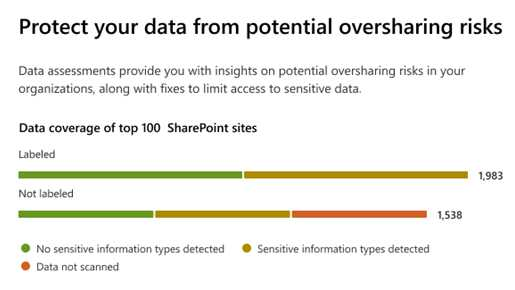 Protect your data from potential oversharing risks
Data assessments provide you with insights on potential oversharing risks in your
organizations, along with fixes to limit access to sensitive data.
Data coverage of top 100 SharePoint sites
Labeled
1,983
Not labeled
1,538
No sensitive information types detected
Sensitive information types detected
Data not scanned